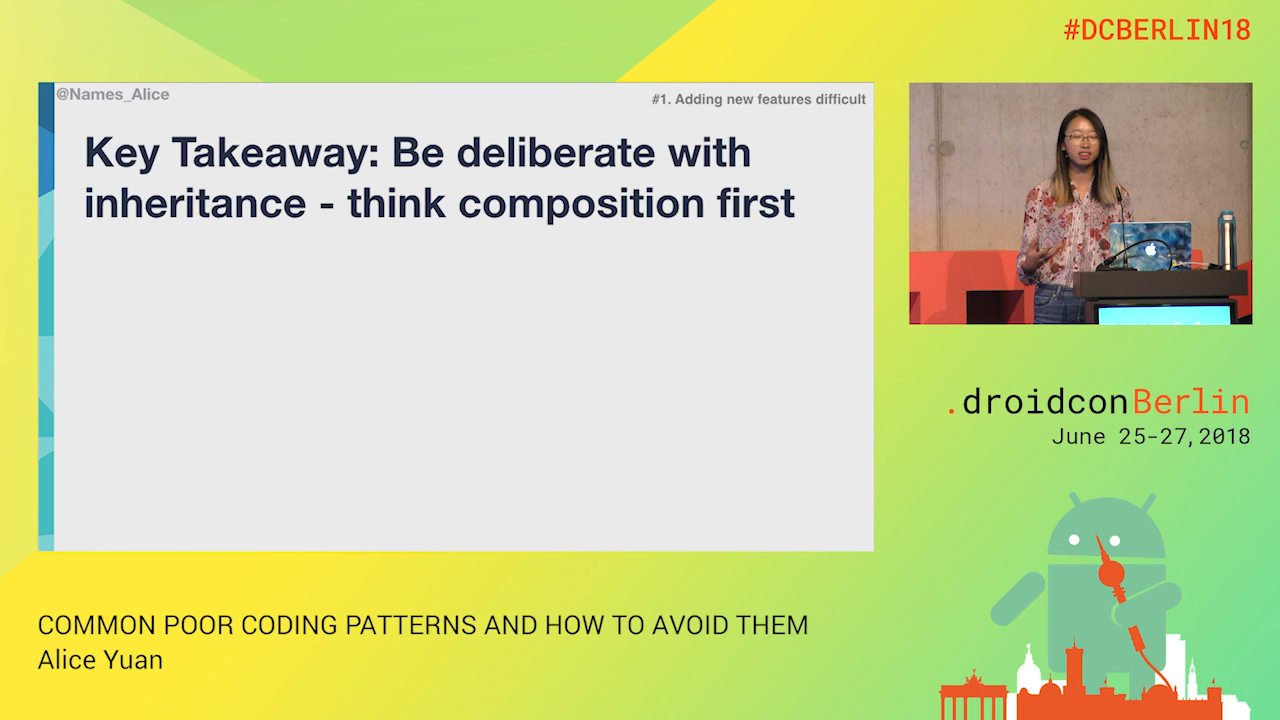 #DCBERLIN18
@Names_Alice
#1. Adding new features difficult
Key Takeaway: Be deliberate with
inheritance - think composition first
.droidconBerlin
June 25-27, 2018
COMMON POOR CODING PATTERNS AND HOW TO AVOID THEM
Alice Yuan